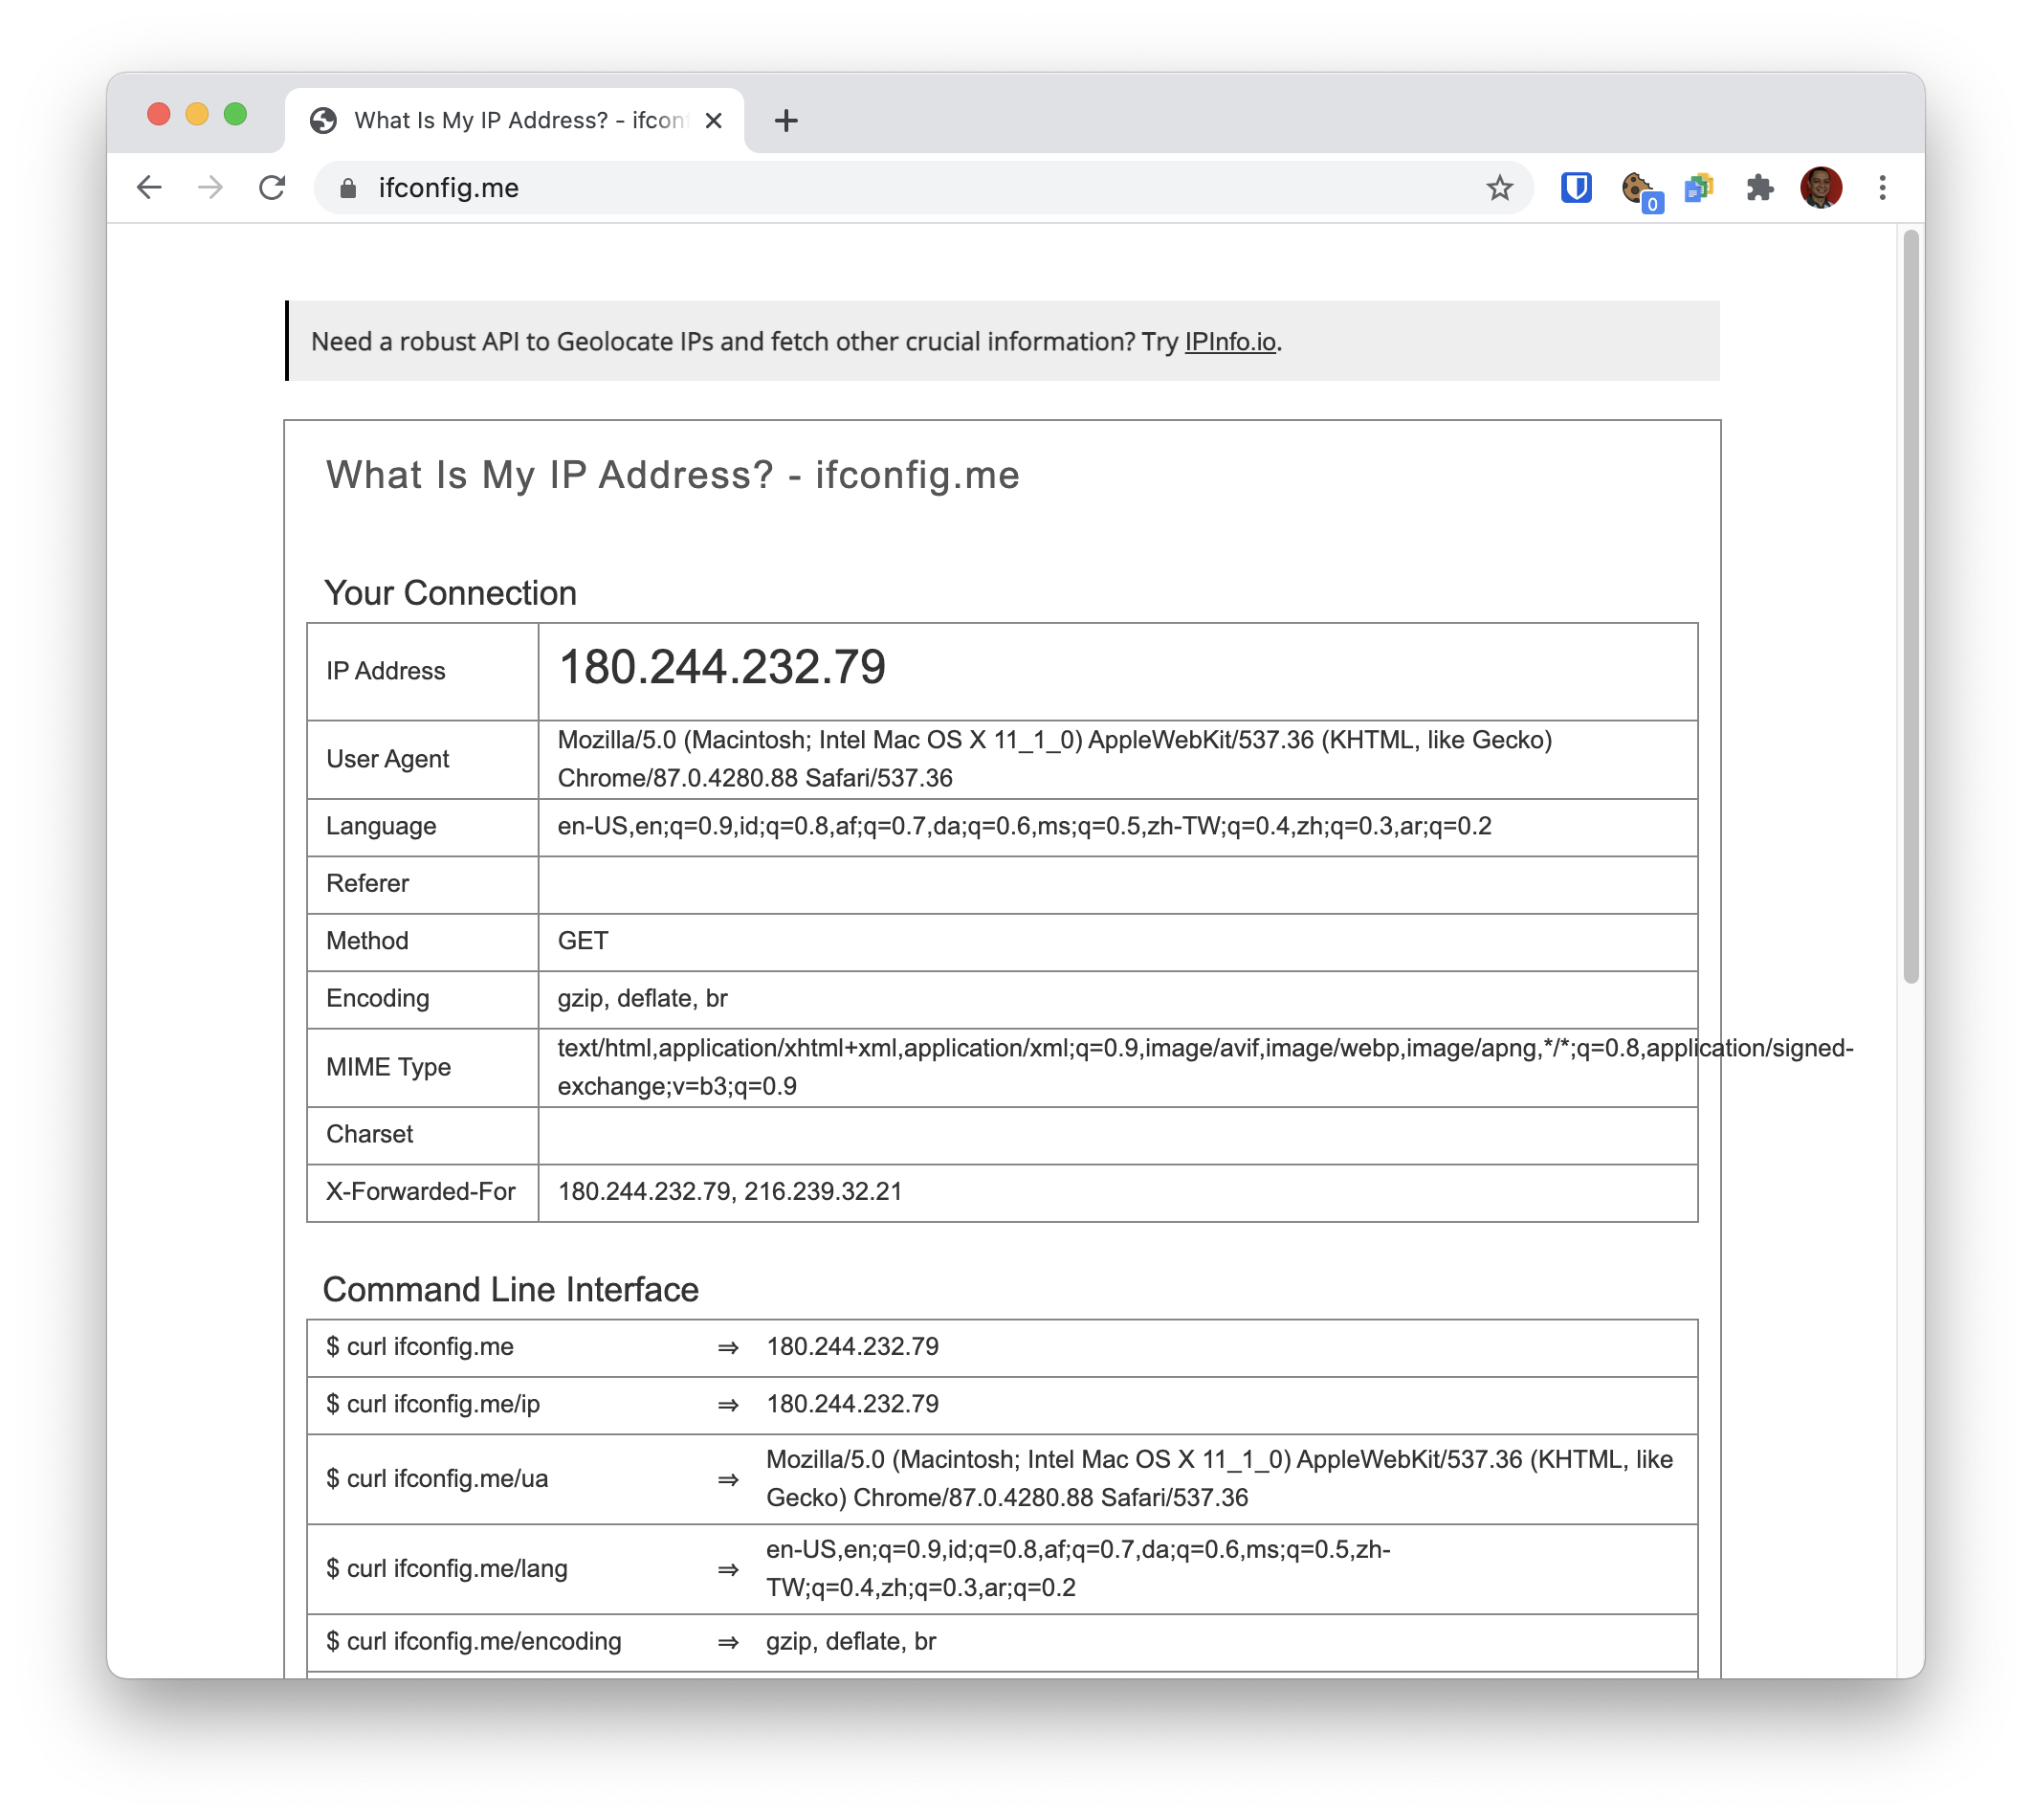 What Is My IP Address? - ifcon
ifconfig.me
0
Need a robust API to Geolocate IPs and fetch other crucial information? Try IPInfo.io.
What Is My IP Address? - ifconfig.me
Your Connection
IP Address 180.244.232.79
User Agent Mozilla/5.0 (Macintosh; Intel Mac OS X 11_1_0) AppleWebKit/537.36 (KHTML, like Gecko)
Chrome/87.0.4280.88 Safari/537.36
Language en-US,en;q=0.9,id;q=0.8,af;q=0.7,da;q=0.6,ms;q=0.5,zh-TW;q=0.4,zh;q=0.3,ar;q=0.2
Referer
Method GET
Encoding gzip, deflate, br
MIME Type text/html,application/xhtml+xml,application/xml;q=0.9,image/avif,image/webp,image/apng,*/*;q=0.8,application/signed-
exchange;v=b3;q=0.9
Charset
X-Forwarded-For 180.244.232.79, 216.239.32.21
Command Line Interface
$ curl ifconfig.me ⇒ 180.244.232.79
$ curl ifconfig.me/ip ⇒ 180.244.232.79
$ curl ifconfig.me/ua ⇒ Mozilla/5.0 (Macintosh; Intel Mac OS X 11_1_0) AppleWebKit/537.36 (KHTML, like
Gecko) Chrome/87.0.4280.88 Safari/537.36
$ curl ifconfig.me/lang ⇒ en-US,en;q=0.9,id;q=0.8,af;q=0.7,da;q=0.6,ms;q=0.5,zh-
TW;q=0.4,zh;q=0.3,ar;q=0.2
$ curl ifconfig.me/encoding ⇒ gzip, deflate, br